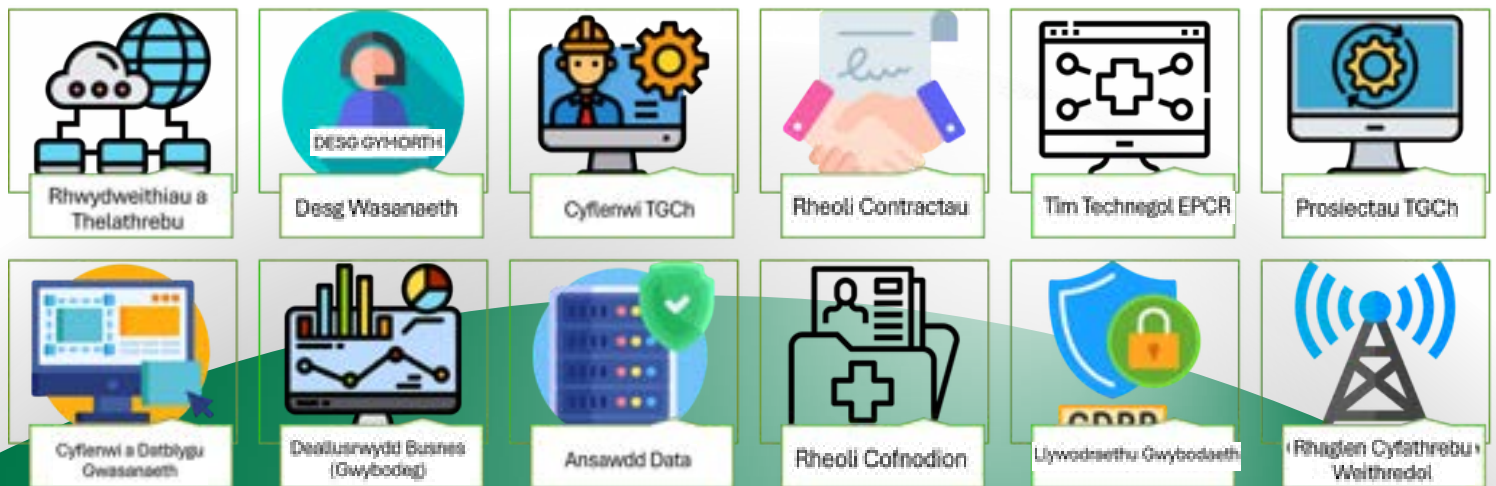 DESG GYMORTH
Rhwydweithiau a
Thelathrebu
Desg Wasanaeth
Cyflenwi TGCh
Rheoli Contractau
Tîm Technegol EPCR
Prosiectau TGCh
GDPR
Cyflenwi a Datblygu
Gwasanaeth
Deallusrwydd Busnes
(Gwybodeg)
Ansawdd Data
Rheoli Cofnodion
Llywodraethu Gwybodaeth
Rhaglen Cyfathrebu
Weithredol